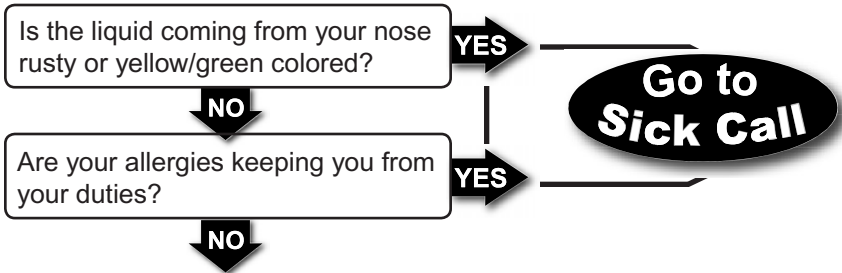 Is the liquid coming from your nose
rusty or yellow/green colored?
YES
Go to
Sick Call
NO
Are your allergies keeping you from
your duties?
YES
NO